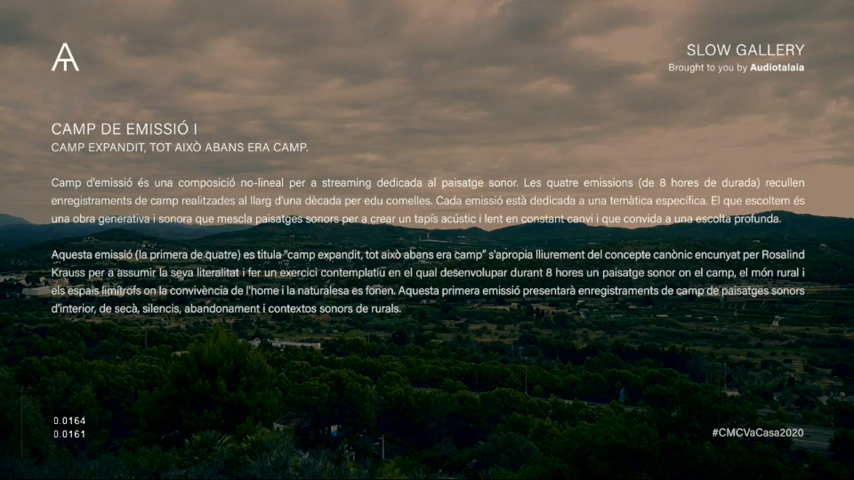 AT
SLOW GALLERY
Brought to you by Audiotalaia
CAMP DE EMISSIÓ I
CAMP EXPANDIT, TOT AIXÒ ABANS ERA CAMP.
Camp d'emissió és una composició no-lineal per a streaming dedicada al paisatge sonor. Les quatre emissions (de 8 hores de durada) recullen
enregistraments de camp realitzades al llarg d'una dècada per edu comelles. Cada emissió està dedicada a una temàtica específica. El que escoltem és
una obra generativa i sonora que mescla paisatges sonors per a crear un tapís acústic i lent en constant canvi i que convida a una escolta profunda.
Aquesta emissió (la primera de quatre) es titula "camp expandit, tot això abans era camp" s'apropia lliurement del concepte canònic encunyat per Rosalind
Krauss per a assumir la seva literalitat i fer un exercici contemplatiu en el qual desenvolupar durant 8 hores un paisatge sonor on el camp, el món rural i
els espais limítrofs on la convivència de l'home i la naturalesa es fonen. Aquesta primera emissió presentarà enregistraments de camp de paisatges sonors
d'interior, de secà, silencis, abandonament i contextos sonors de rurals.
0.0164
0.0161
#CMCVaCasa2020